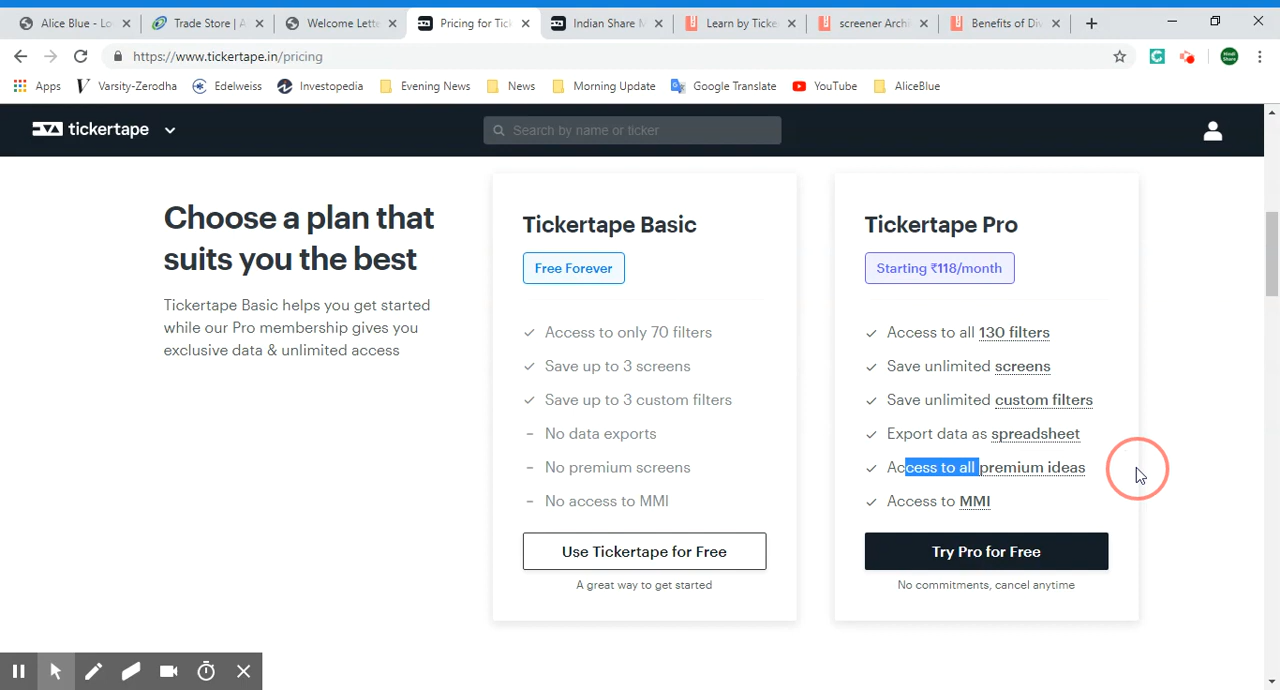 Alice Blue - Lo
Trade Store | Al
Welcome Lette
Pricing for Tick
Indian Share M
Learn by Ticker
screener Archi
Benefits of Div
https://www.tickertape.in/pricing
Apps
Varsity-Zerodha
Edelweiss
Investopedia
Evening News
News
Morning Update
Google Translate
YouTube
AliceBlue
tickertape
Search by name or ticker
Choose a plan that
suits you the best
Tickertape Basic helps you get started
while our Pro membership gives you
exclusive data & unlimited access
Tickertape Basic
Free Forever
Access to only 70 filters
Save up to 3 screens
Save up to 3 custom filters
No data exports
No premium screens
No access to MMI
Use Tickertape for Free
A great way to get started
Tickertape Pro
Starting ₹118/month
Access to all 130 filters
Save unlimited screens
Save unlimited custom filters
Export data as spreadsheet
Access to all premium ideas
Access to MMI
Try Pro for Free
No commitments, cancel anytime